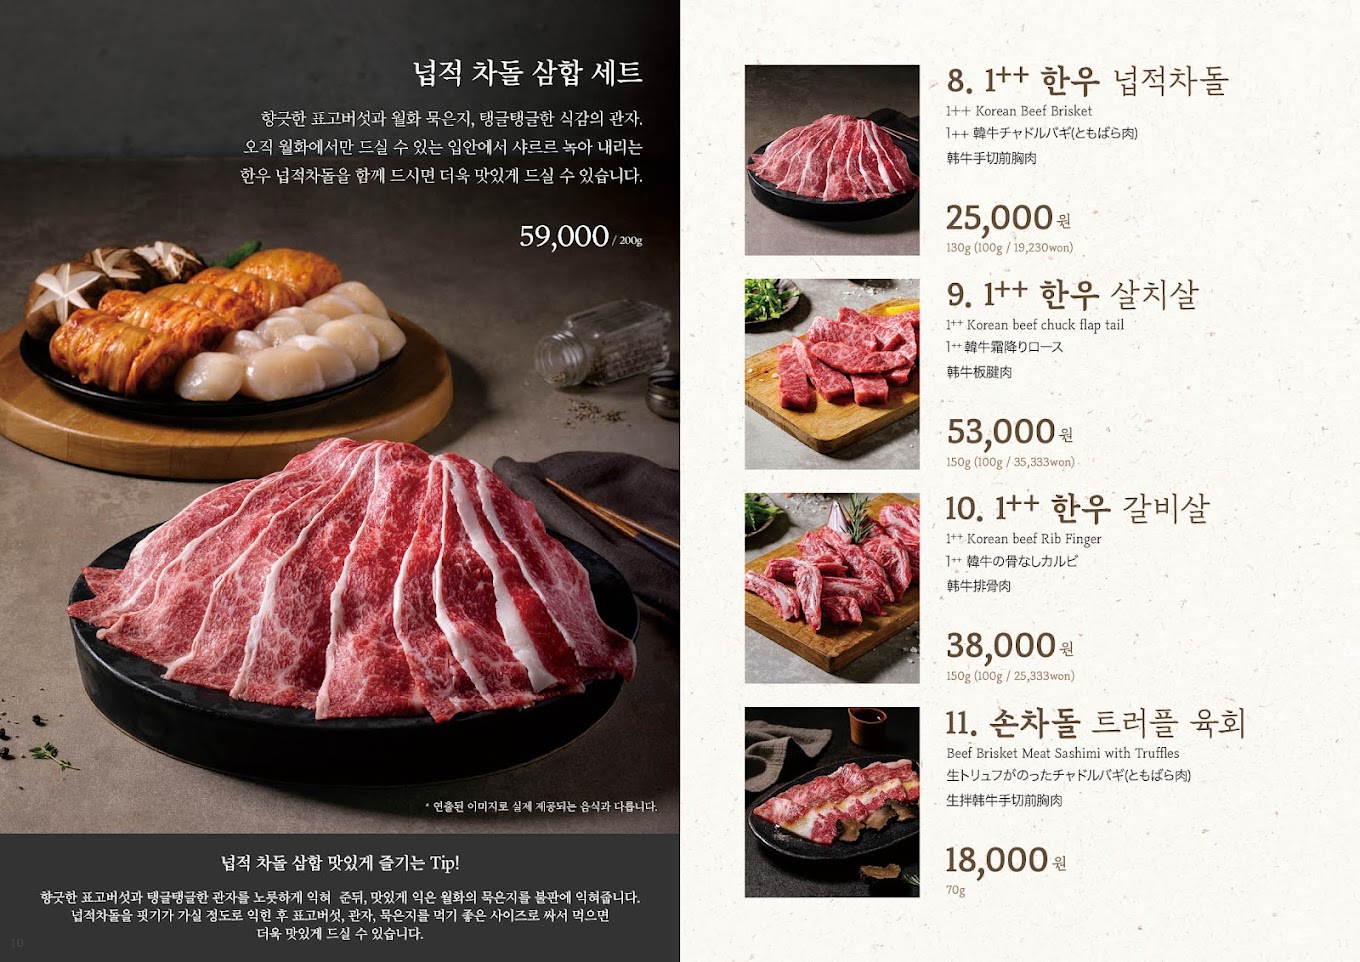 넙적 차돌 삼합 세트
향긋한 표고버섯과 월화 묵은지, 탱글탱글한 식감의 관자.
오직 월화에서만 드실 수 있는 입안에서 샤르르 녹아 내리는
한우 넙적차돌을 함께 드시면 더욱 맛있게 드실 수 있습니다.
59,000 / 200g
* 연출된 이미지로 실제 제공되는 음식과 다릅니다.
넙적 차돌 삼합 맛있게 즐기는 Tip!
향긋한 표고버섯과 탱글탱글한 관자를 노릇하게 익혀 준뒤, 맛있게 익은 월화의 묵은지를 불판에 익혀줍니다.
넙적차돌을 핏기가 가실 정도로 익힌 후 표고버섯, 관자, 묵은지를 먹기 좋은 사이즈로 싸서 먹으면
더욱 맛있게 드실 수 있습니다.
10
8. 1++ 한우 넙적차돌
1++ Korean Beef Brisket
1++ 韓牛チャドルバギ(ともばら肉)
韩牛手切前胸肉
25,000 원
130g (100g / 19,230won)
9. 1++ 한우 살치살
1++ Korean beef chuck flap tail
1++ 韓牛霜降りロース
韩牛板腱肉
53,000 원
150g (100g / 35,333won)
10. 1++ 한우 갈비살
1++ Korean beef Rib Finger
1++ 韓牛の骨なしカルビ
韩牛排骨肉
38,000 원
150g (100g / 25,333won)
11. 손차돌 트러플 육회
Beef Brisket Meat Sashimi with Truffles
生トリュフがのったチャドルバギ(ともばら肉)
生拌韩牛手切前胸肉
18,000 원
70g
11